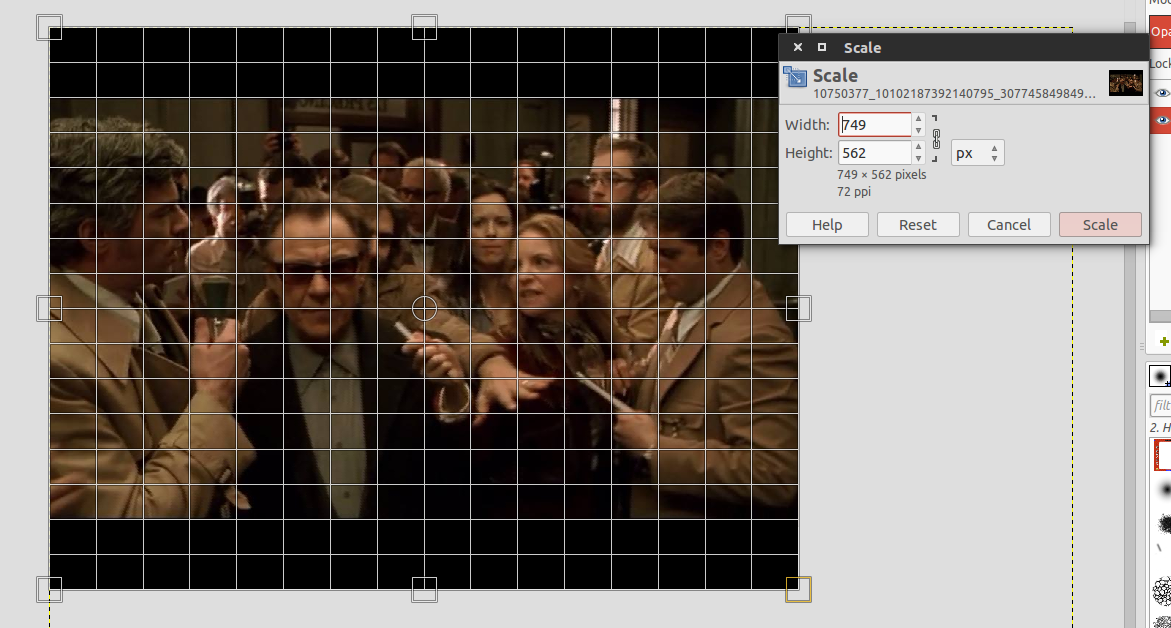 Scale
Opa
Scale
Lock
10750377_10102187392140795_307745849849...
Width: 749
Height: 562 px
749 × 562 pixels
72 ppi
Help Reset Cancel Scale
filt
2. H